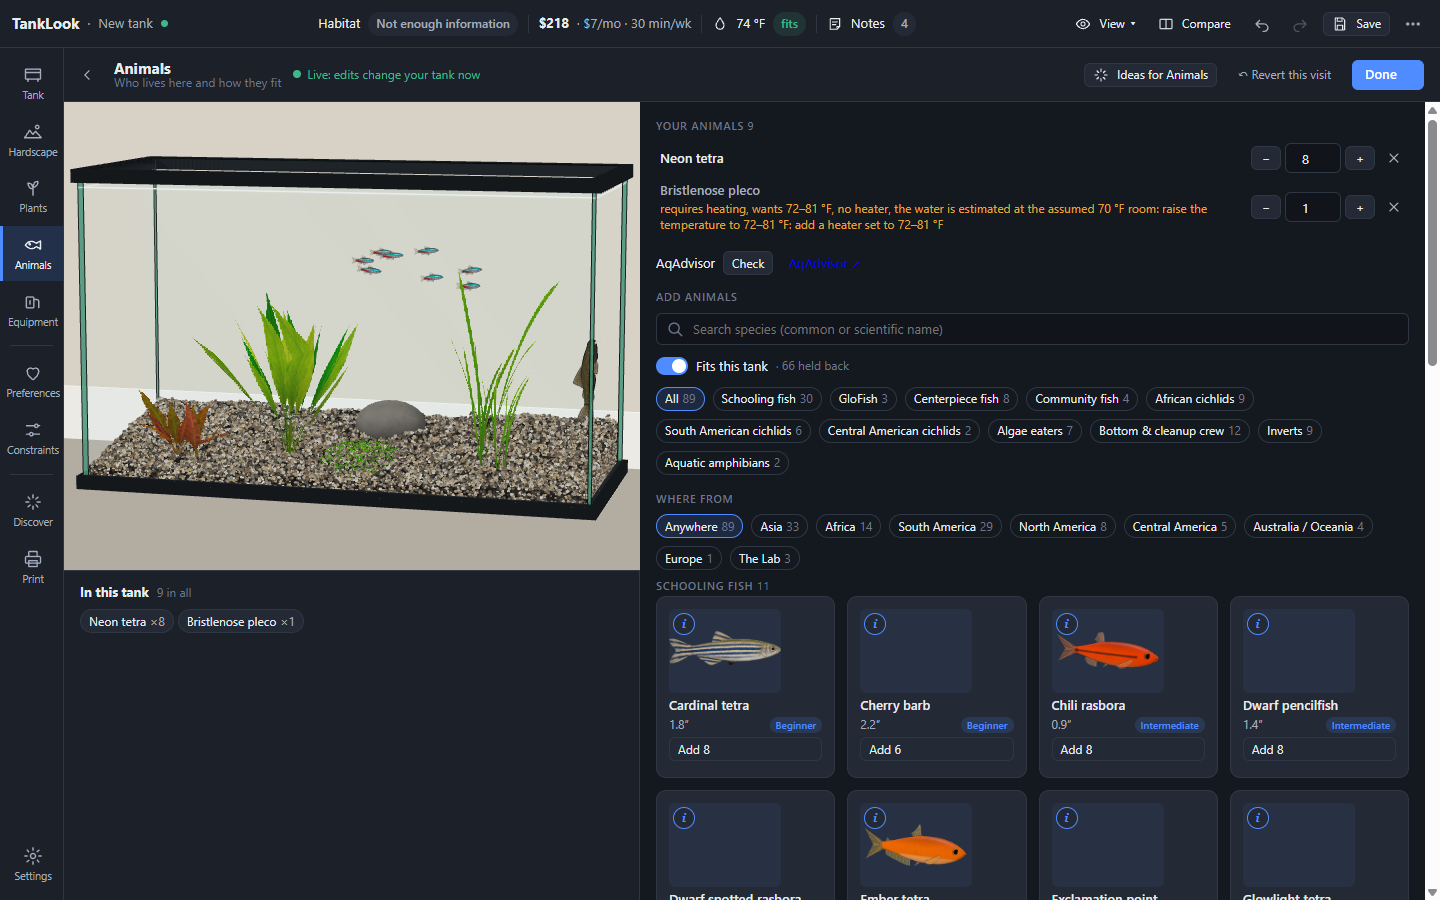 TankLook · New tank
Habitat Not enough information $218 · $7/mo · 30 min/wk 74 °F fits Notes 4
View Compare Save
Tank
Hardscape
Plants
Animals
Equipment
Preferences
Constraints
Discover
Print
Settings
Animals
Who lives here and how they fit
Live: edits change your tank now
Ideas for Animals
Revert this visit
Done
In this tank 9 in all
Neon tetra ×8 Bristlenose pleco ×1
YOUR ANIMALS 9
Neon tetra − 8 +
Bristlenose pleco
requires heating, wants 72–81 °F, no heater, the water is estimated at the assumed 70 °F room: raise the
temperature to 72–81 °F: add a heater set to 72–81 °F
− 1 +
AqAdvisor Check AqAdvisor
ADD ANIMALS
Search species (common or scientific name)
Fits this tank · 66 held back
All 89 Schooling fish 30 GloFish 3 Centerpiece fish 8 Community fish 4 African cichlids 9
South American cichlids 6 Central American cichlids 2 Algae eaters 7 Bottom & cleanup crew 12 Inverts 9
Aquatic amphibians 2
WHERE FROM
Anywhere 89 Asia 33 Africa 14 South America 29 North America 8 Central America 5 Australia / Oceania 4
Europe 1 The Lab 3
SCHOOLING FISH 11
i i i i
Cardinal tetra Cherry barb Chili rasbora Dwarf pencilfish
1.8″ Beginner 2.2″ Beginner 0.9″ Intermediate 1.4″ Intermediate
Add 8 Add 6 Add 8 Add 8
i i i i
Dwarf spotted rasbora Ember tetra Exclamation point Glowlight tetra